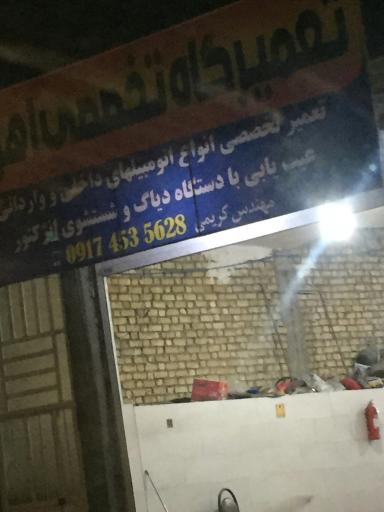 تعمیرگاه تخصصی
تعمیر تخصصی انواع اتومبیلهای داخلی و وارداتی
عیب یابی با دستگاه دیاگ و شستشوی انژکتور
مهندس کریمی 0917 453 5628